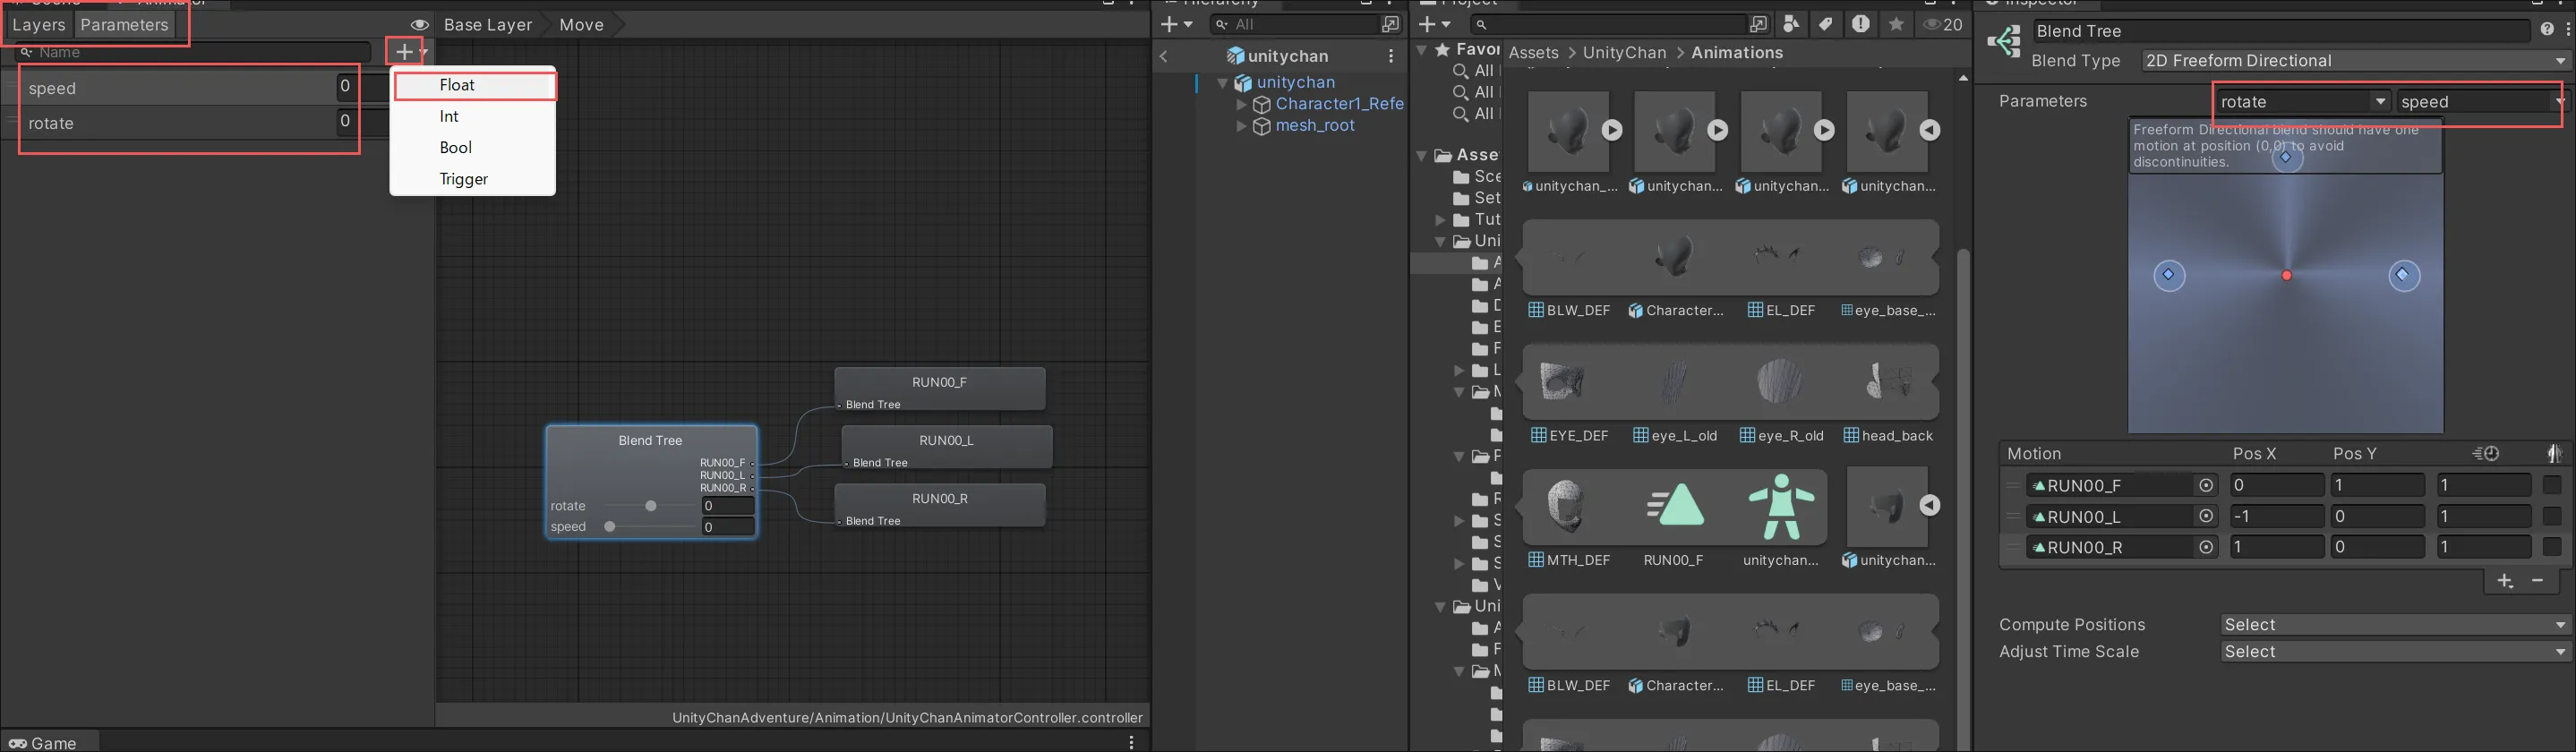 Layers
Parameters
Name
speed
0
rotate
0
Float
Int
Bool
Trigger
Base Layer
Move
Blend Tree
RUN00_F
RUN00_L
RUN00_R
rotate
0
speed
0
RUN00_F
Blend Tree
RUN00_L
Blend Tree
RUN00_R
Blend Tree
UnityChanAdventure/Animation/UnityChanAnimatorController.controller
Game
Hierarchy
All
unitychan
unitychan
Character1_Refe
mesh_root
Project
20
Favor
All
All
All
Asse
Sce
Set
Tut
Uni
A
A
D
E
F
L
M
F
R
S
S
S
V
Uni
A
F
M
Assets > UnityChan > Animations
unitychan_...
unitychan...
unitychan...
unitychan...
BLW_DEF
Character...
EL_DEF
eye_base_...
EYE_DEF
eye_L_old
eye_R_old
head_back
MTH_DEF
RUN00_F
unitychan...
unitychan...
BLW_DEF
Character...
EL_DEF
eye_base_...
Inspector
Blend Tree
Blend Type
2D Freeform Directional
Parameters
rotate
speed
Freeform Directional blend should have one
motion at position (0,0) to avoid
discontinuities.
Motion Pos X Pos Y
RUN00_F 0 1 1
RUN00_L -1 0 1
RUN00_R 1 0 1
Compute Positions
Select
Adjust Time Scale
Select